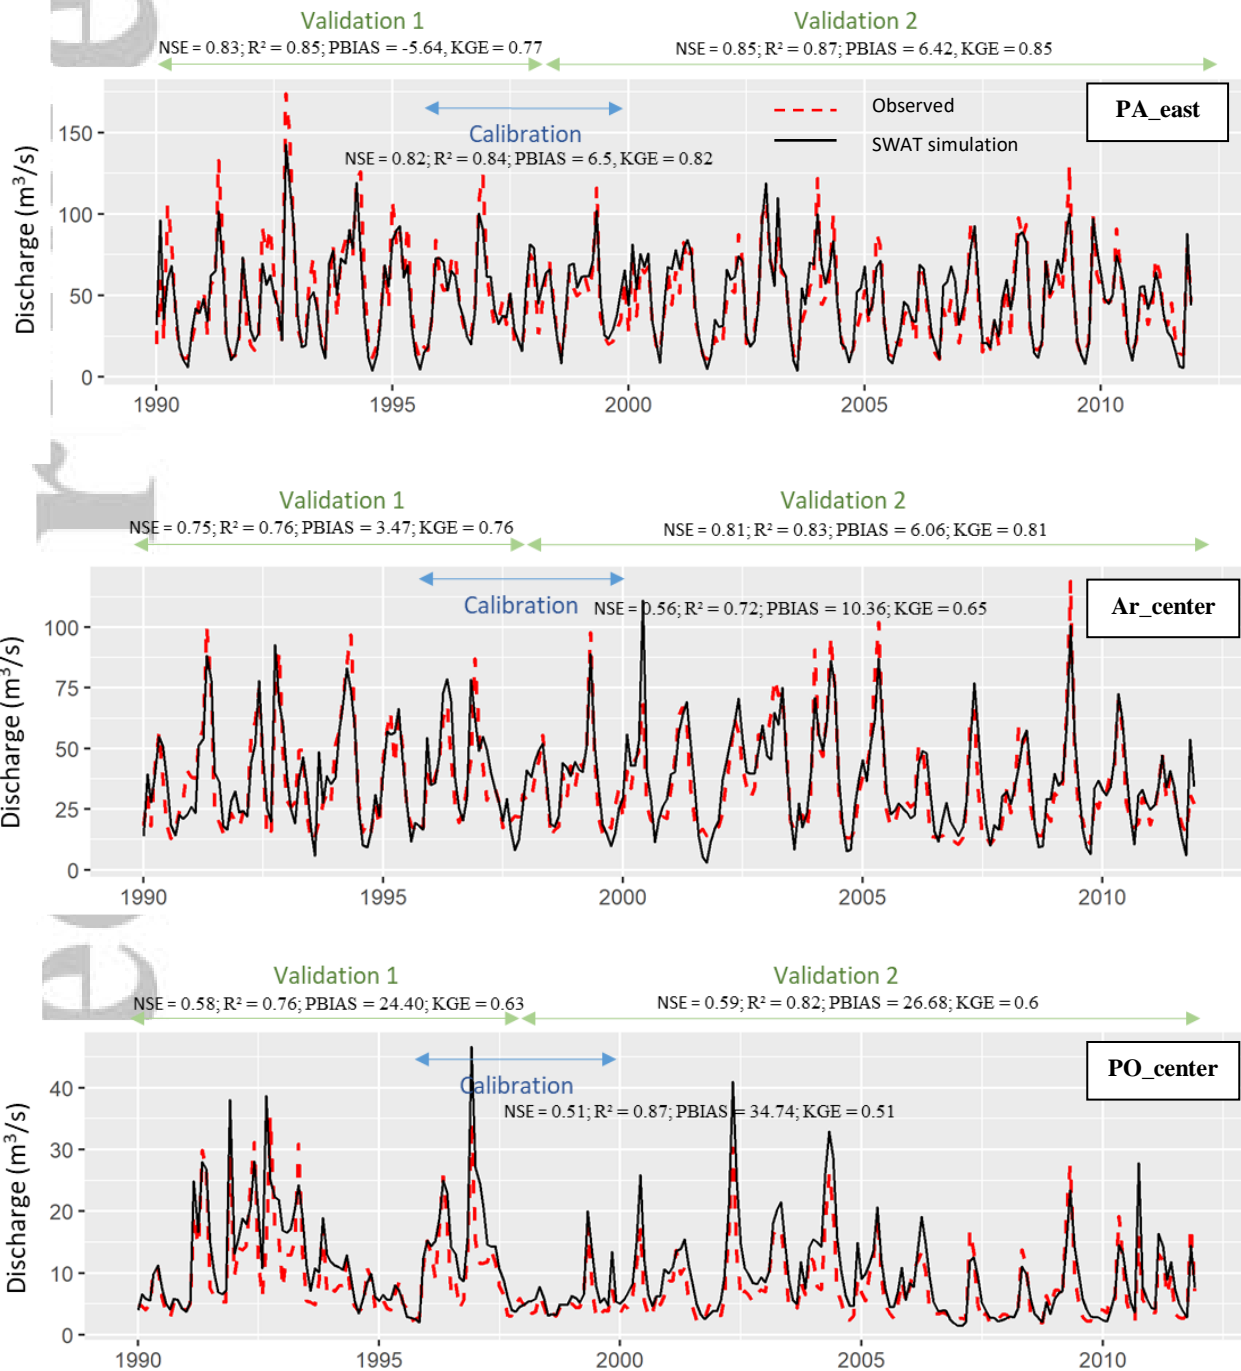 Validation 1
Validation 2
NSE = 0.83; R² = 0.85; PBIAS = -5.64, KGE = 0.77
NSE = 0.85; R² = 0.87; PBIAS = 6.42, KGE = 0.85
Observed
PA_east
Calibration
SWAT simulation
NSE = 0.82; R² = 0.84; PBIAS = 6.5, KGE = 0.82
Discharge (m³/s)
150
100
50
0
1990
1995
2000
2005
2010
r
Validation 1
Validation 2
NSE = 0.75; R² = 0.76; PBIAS = 3.47; KGE = 0.76
NSE = 0.81; R² = 0.83; PBIAS = 6.06; KGE = 0.81
Calibration
NSE = 0.56; R² = 0.72; PBIAS = 10.36; KGE = 0.65
Ar_center
Discharge (m³/s)
100
75
50
25
0
1990
1995
2000
2005
2010
Validation 1
Validation 2
NSE = 0.58; R² = 0.76; PBIAS = 24.40; KGE = 0.63
NSE = 0.59; R² = 0.82; PBIAS = 26.68; KGE = 0.6
PO_center
Calibration
NSE = 0.51; R² = 0.87; PBIAS = 34.74; KGE = 0.51
Discharge (m³/s)
40
30
20
10
0
1990
1995
2000
2005
2010